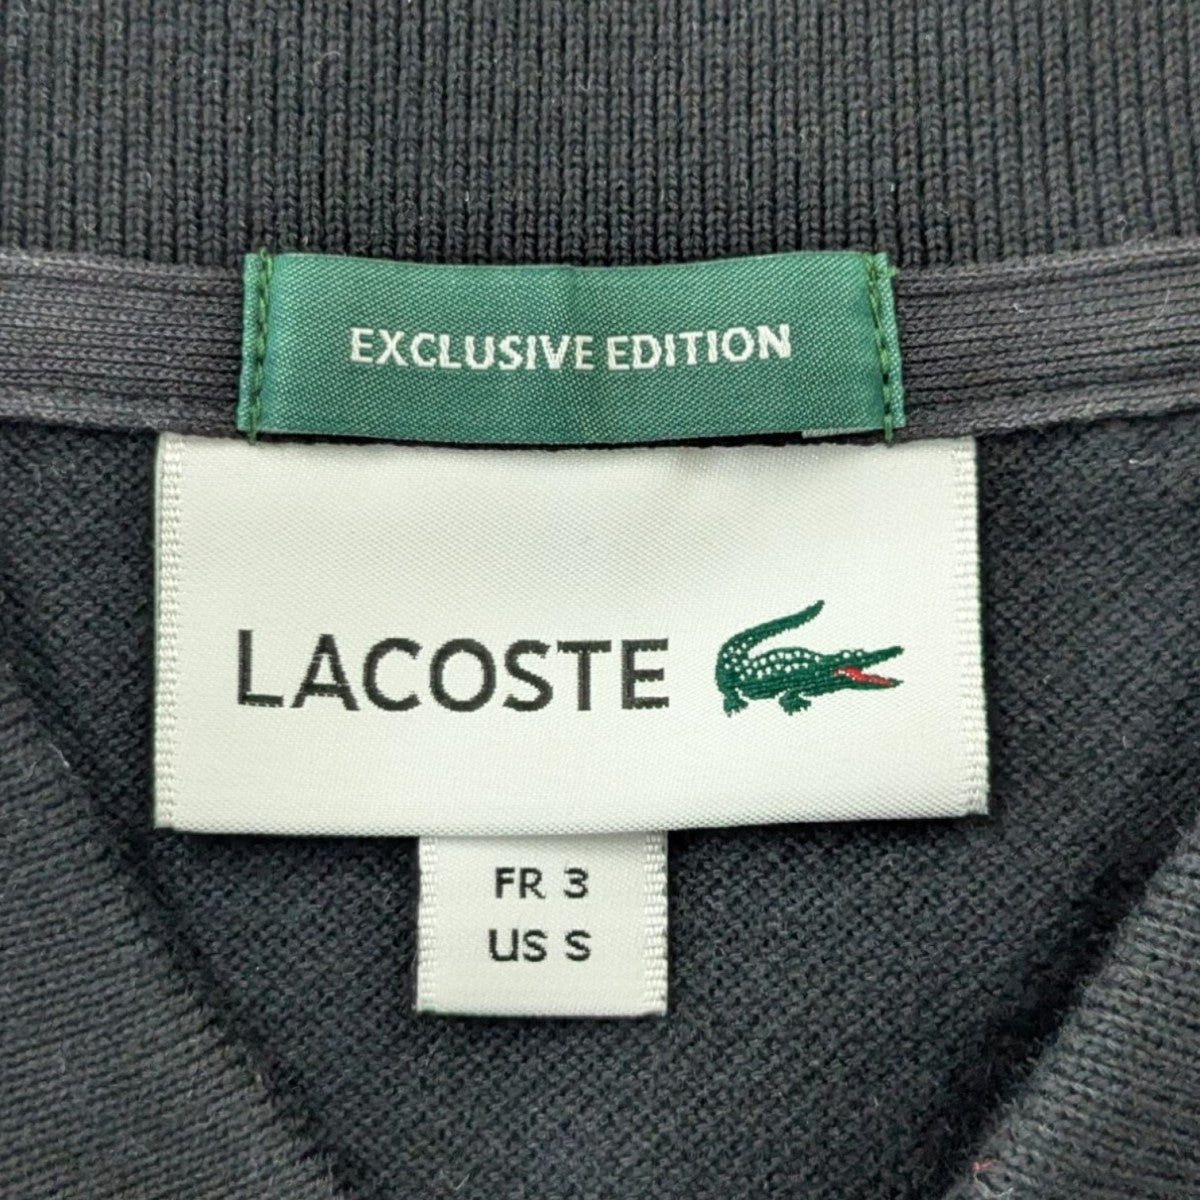 EXCLUSIVE EDITION
LACOSTE
FR 3
US S